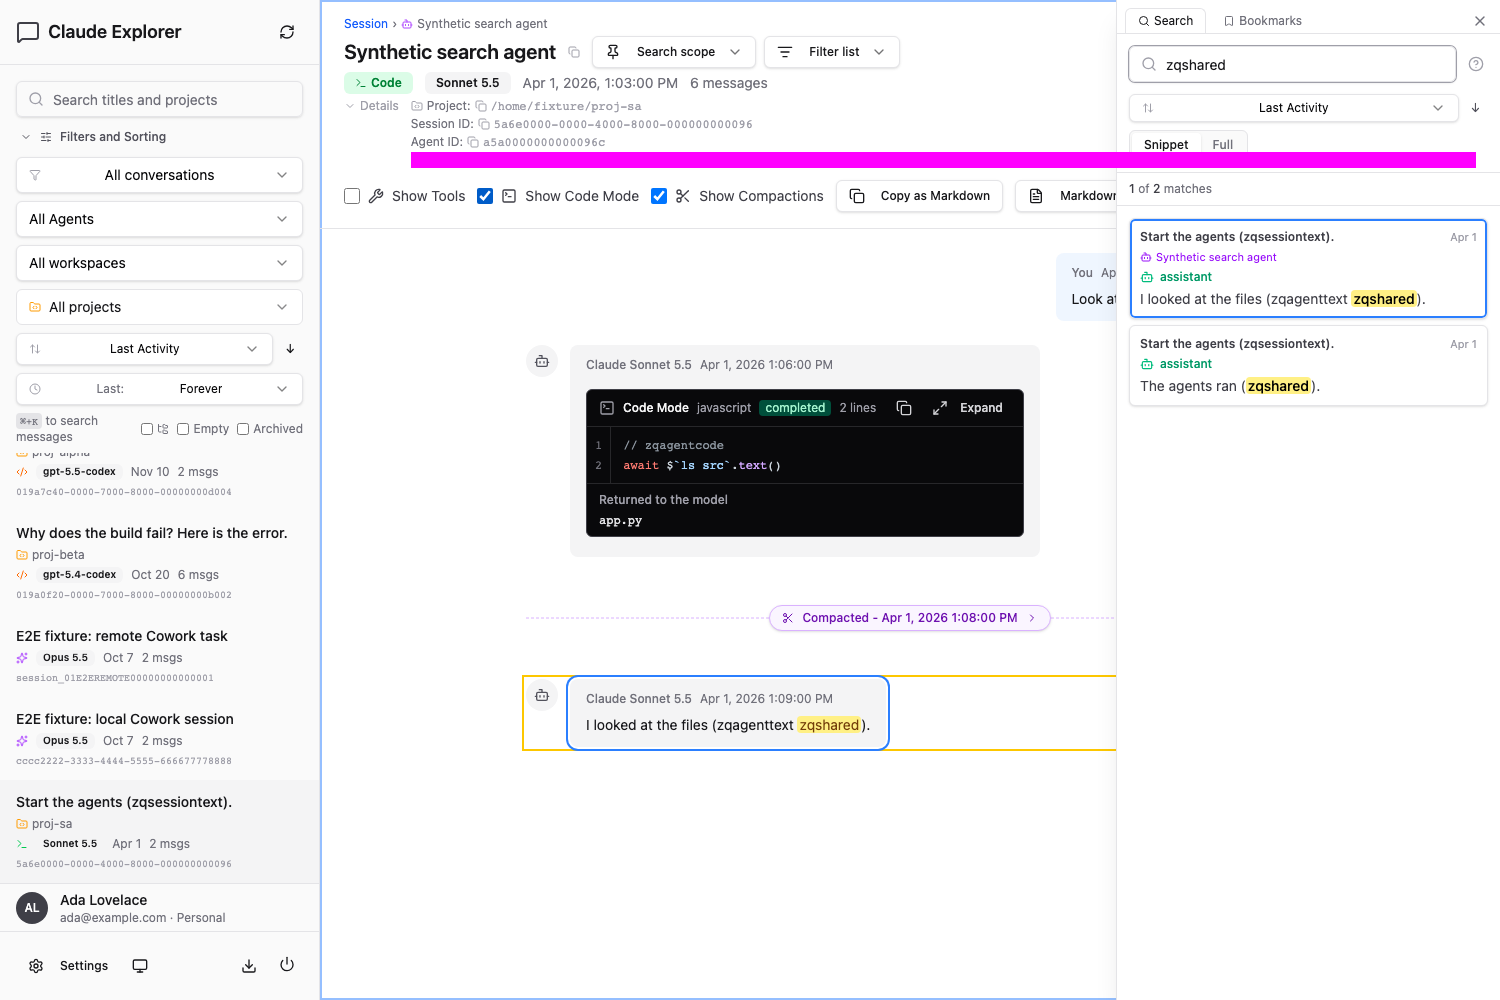 Claude Explorer
Search titles and projects
Filters and Sorting
All conversations
All Agents
All workspaces
All projects
Last Activity
Last: Forever
⌘+K to search messages
Empty
Archived
gpt-5.5-codex Nov 10 2 msgs
019a7c40-0000-7000-8000-00000000d004
Why does the build fail? Here is the error.
proj-beta
gpt-5.4-codex Oct 20 6 msgs
019a0f20-0000-7000-8000-00000000b002
E2E fixture: remote Cowork task
Opus 5.5 Oct 7 2 msgs
session_01E2EREMOTE00000000000001
E2E fixture: local Cowork session
Opus 5.5 Oct 7 2 msgs
cccc2222-3333-4444-5555-666677778888
Start the agents (zqsessiontext).
proj-sa
Sonnet 5.5 Apr 1 2 msgs
5a6e0000-0000-4000-8000-000000000096
AL
Ada Lovelace
ada@example.com · Personal
Settings
Session › Synthetic search agent
Synthetic search agent
Search scope
Filter list
Code
Sonnet 5.5
Apr 1, 2026, 1:03:00 PM 6 messages
Details
Project: /home/fixture/proj-sa
Session ID: 5a6e0000-0000-4000-8000-000000000096
Agent ID: a5a0000000000096c
Show Tools
Show Code Mode
Show Compactions
Copy as Markdown
Markdown
You Ap
Look at
Claude Sonnet 5.5 Apr 1, 2026 1:06:00 PM
Code Mode javascript completed 2 lines
Expand
1 // zqagentcode
2 await $`ls src`.text()
Returned to the model
app.py
Compacted - Apr 1, 2026 1:08:00 PM
Claude Sonnet 5.5 Apr 1, 2026 1:09:00 PM
I looked at the files (zqagenttext zqshared).
Search
Bookmarks
zqshared
Last Activity
Snippet
Full
1 of 2 matches
Start the agents (zqsessiontext). Apr 1
Synthetic search agent
assistant
I looked at the files (zqagenttext zqshared).
Start the agents (zqsessiontext). Apr 1
assistant
The agents ran (zqshared).